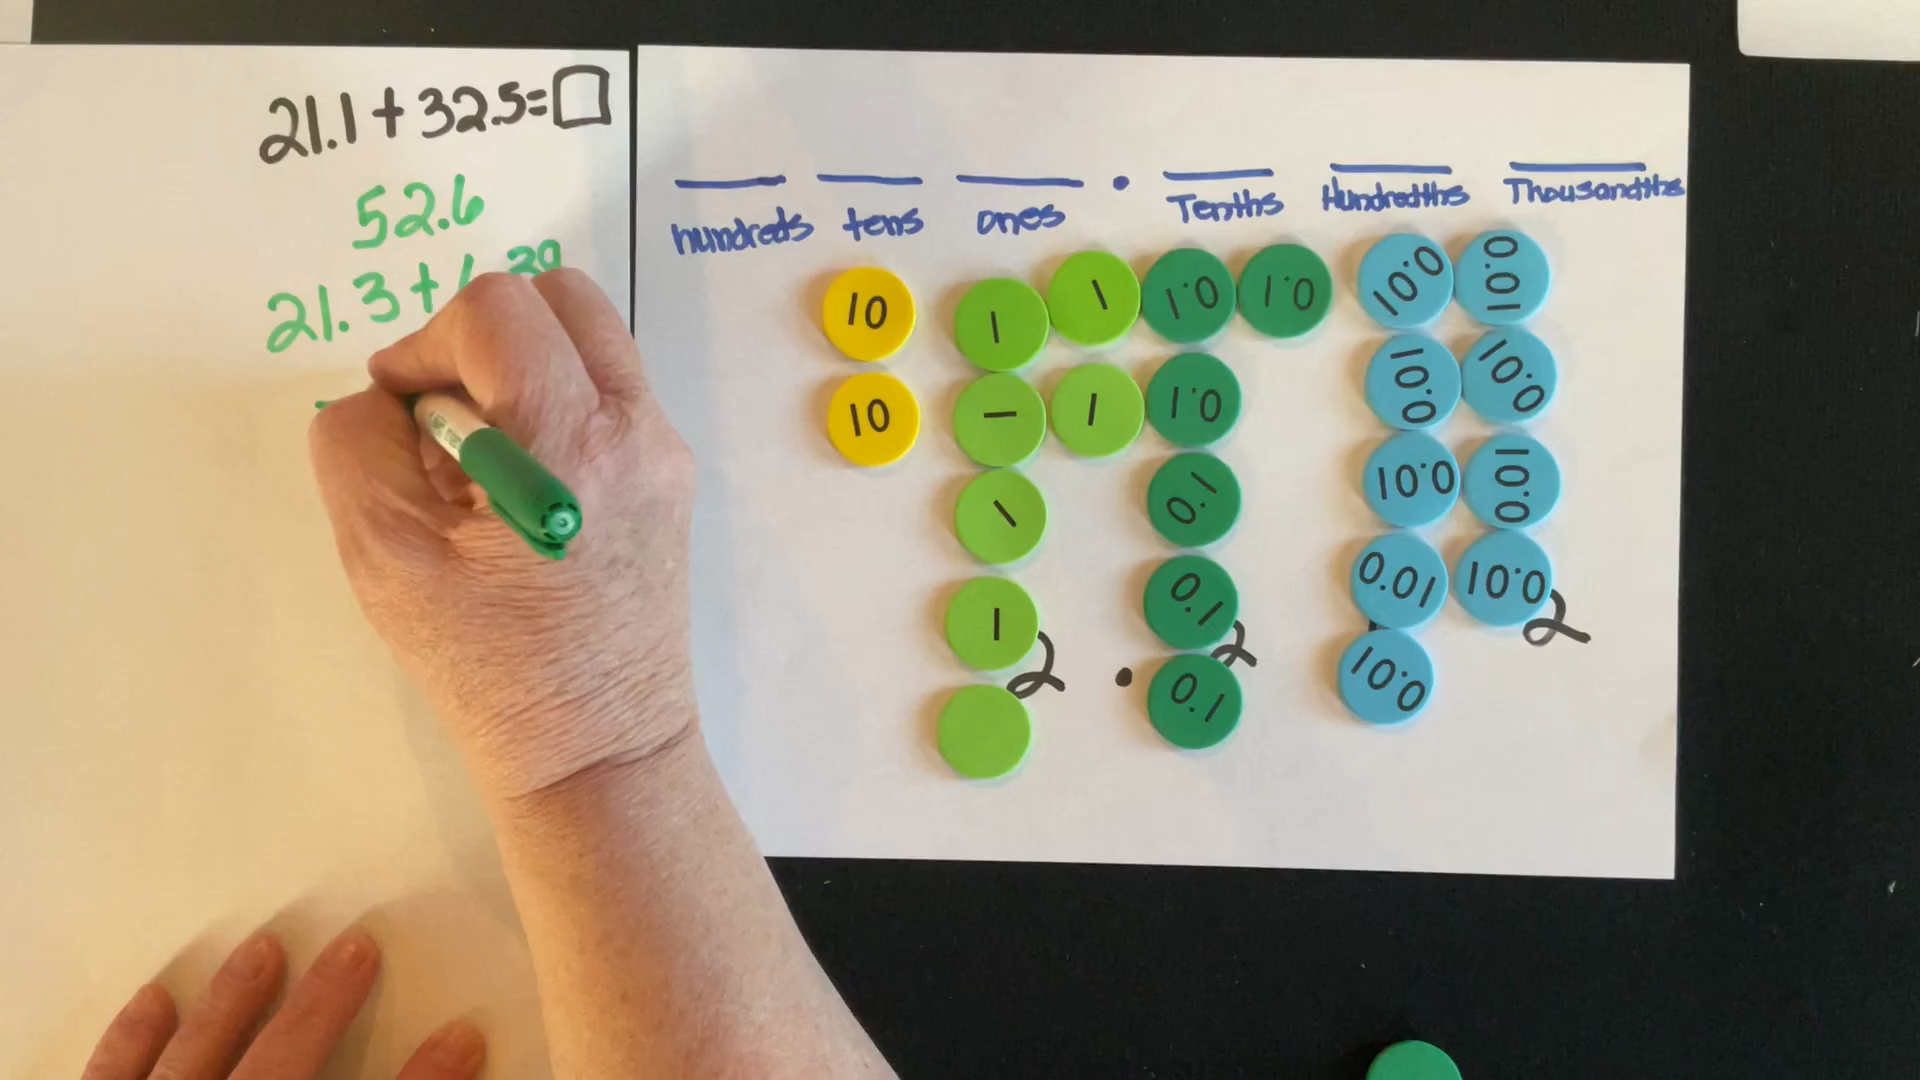 21.1 + 32.5 = □
52.6
21.3 +
hundreds tens ones . Tenths Hundredths Thousandths
10 1 1 0.1 0.1 0.01 0.01
10 1 1 0.1 0.01 0.01
1 0.1 0.01 0.01
1 0.1 0.01 0.01
2 . 2 2
0.1 0.01